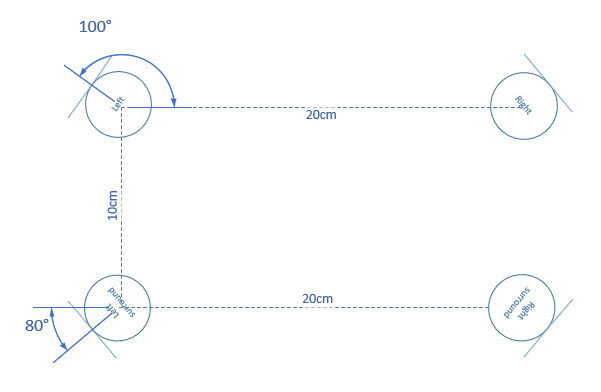 100°
Left
Right
20cm
10cm
Left
surround
20cm
Right
surround
80°